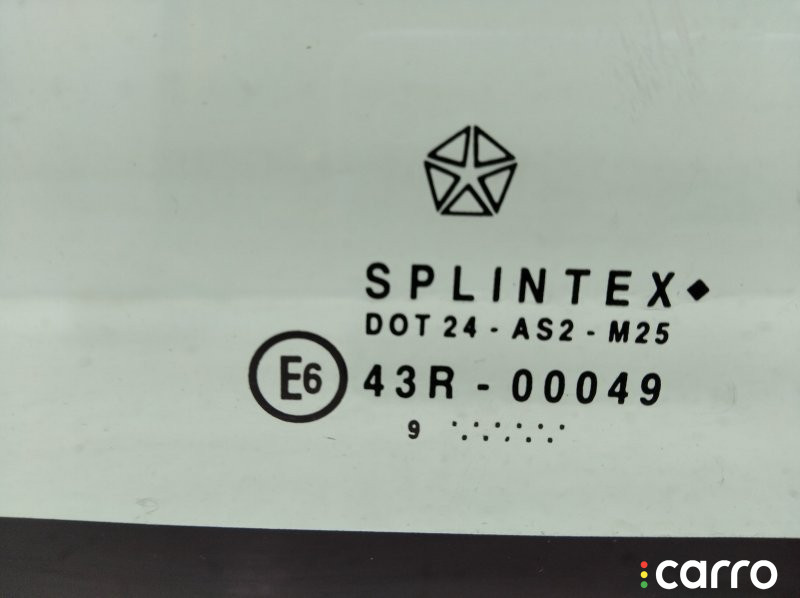 SPLINTEX
DOT 24 - AS2 - M25
E6 43R - 00049
9
carro